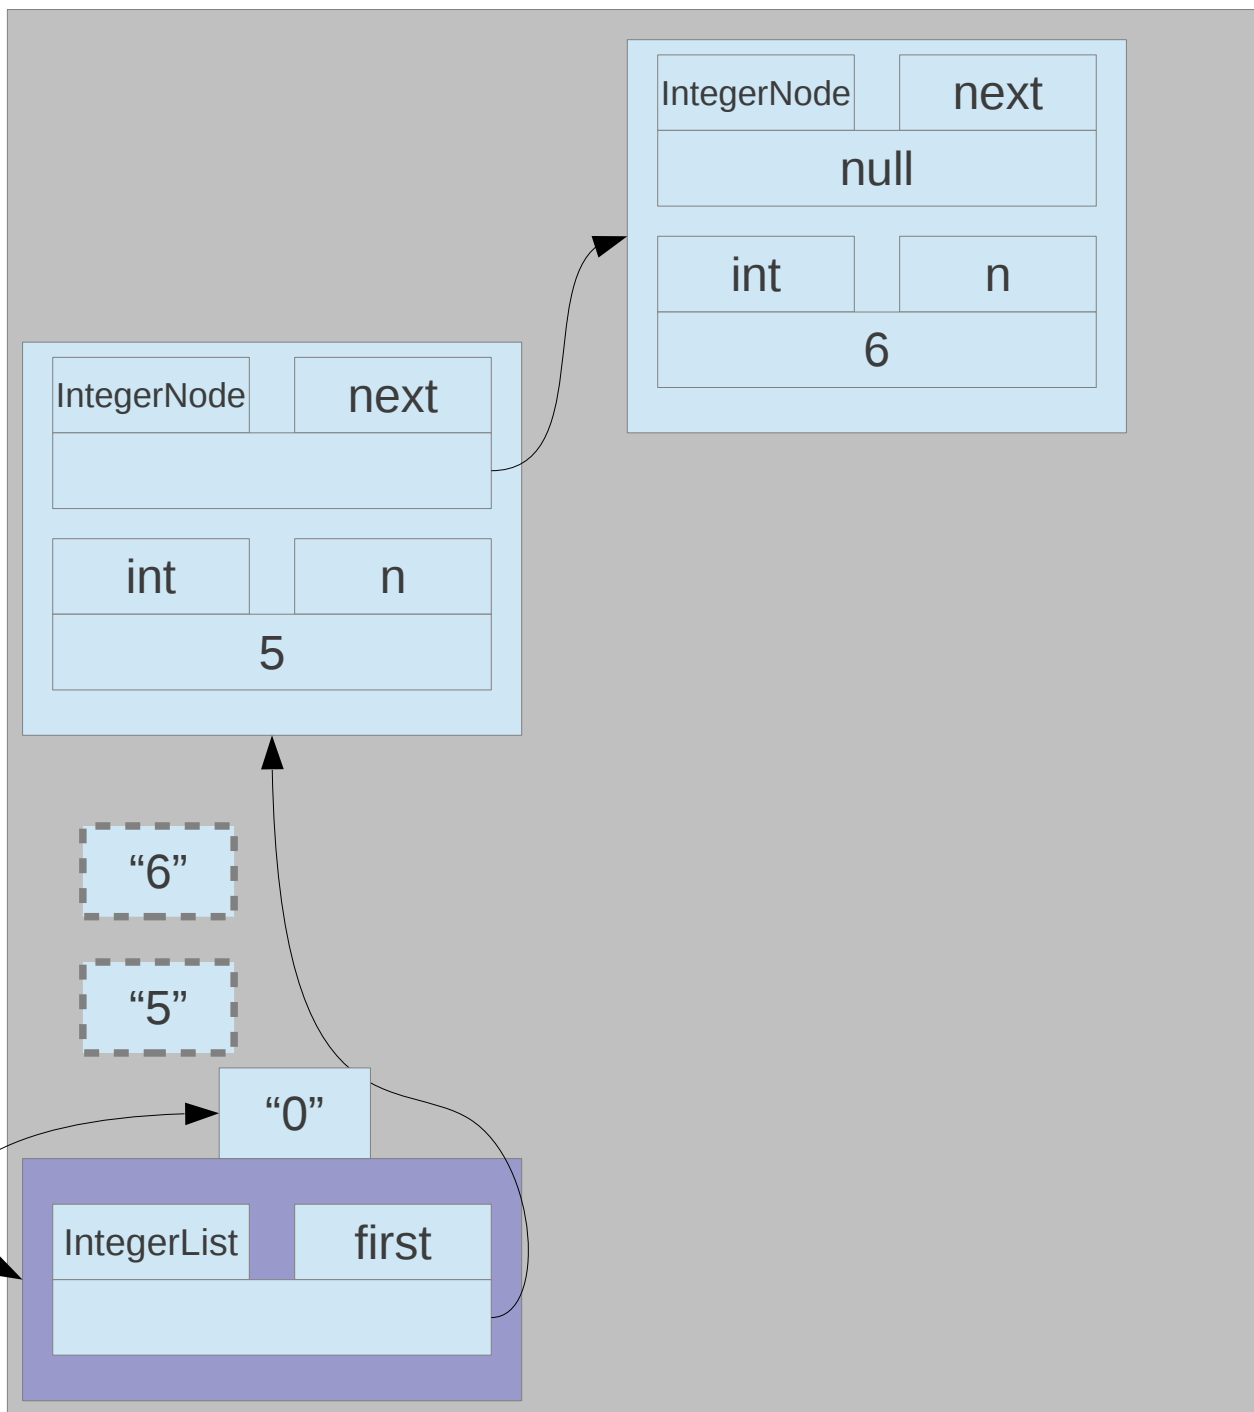 IntegerNode next
null
int n
6
IntegerNode next
int n
5
“6”
“5”
“0”
IntegerList first